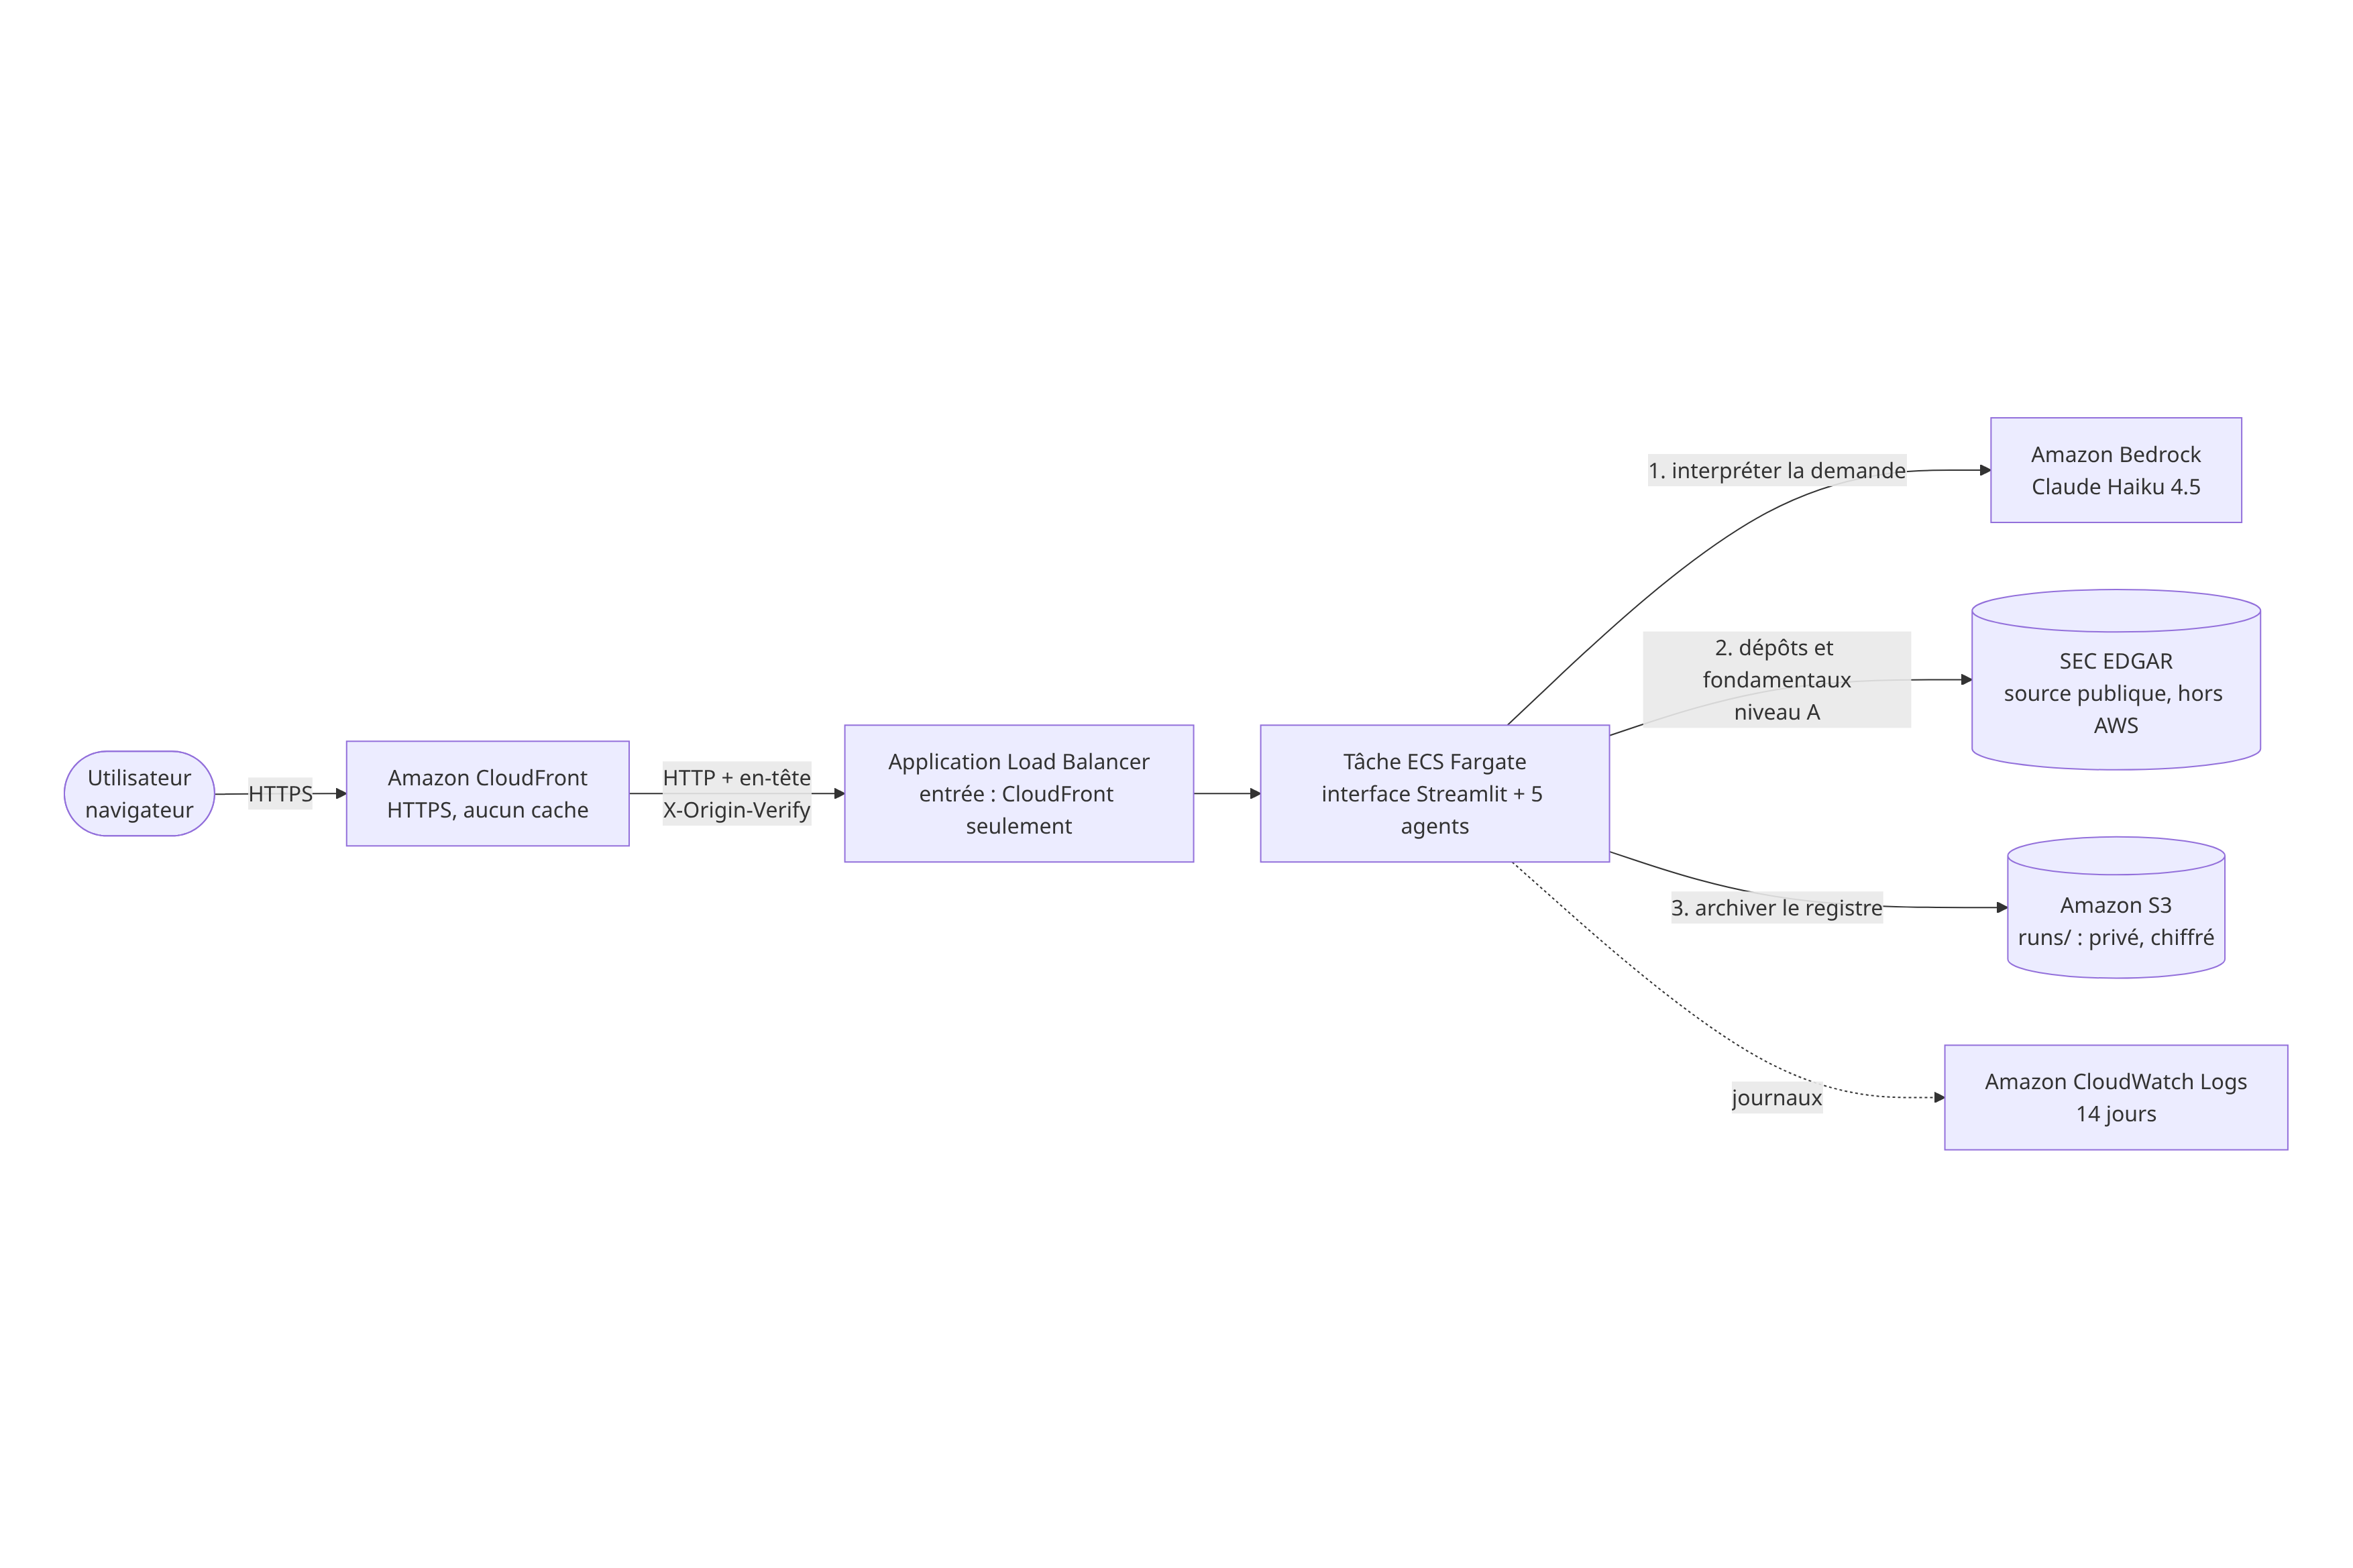 Utilisateur
navigateur
HTTPS
Amazon CloudFront
HTTPS, aucun cache
HTTP + en-tête
X-Origin-Verify
Application Load Balancer
entrée : CloudFront
seulement
Tâche ECS Fargate
interface Streamlit + 5
agents
1. interpréter la demande
Amazon Bedrock
Claude Haiku 4.5
2. dépôts et
fondamentaux
niveau A
SEC EDGAR
source publique, hors
AWS
3. archiver le registre
Amazon S3
runs/ : privé, chiffré
journaux
Amazon CloudWatch Logs
14 jours